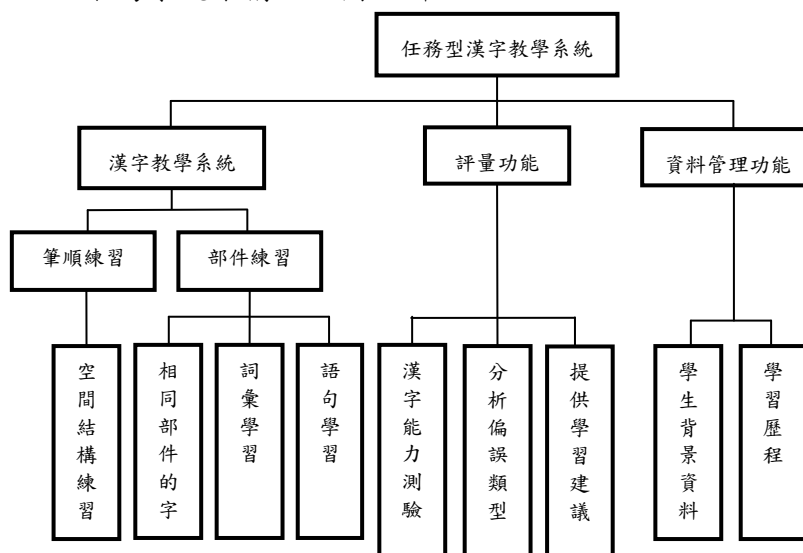 任務型漢字教學系統
漢字教學系統
評量功能
資料管理功能
筆順練習
部件練習
空間結構練習
相同部件的字
詞彙學習
語句學習
漢字能力測驗
分析偏誤類型
提供學習建議
學生背景資料
學習歷程